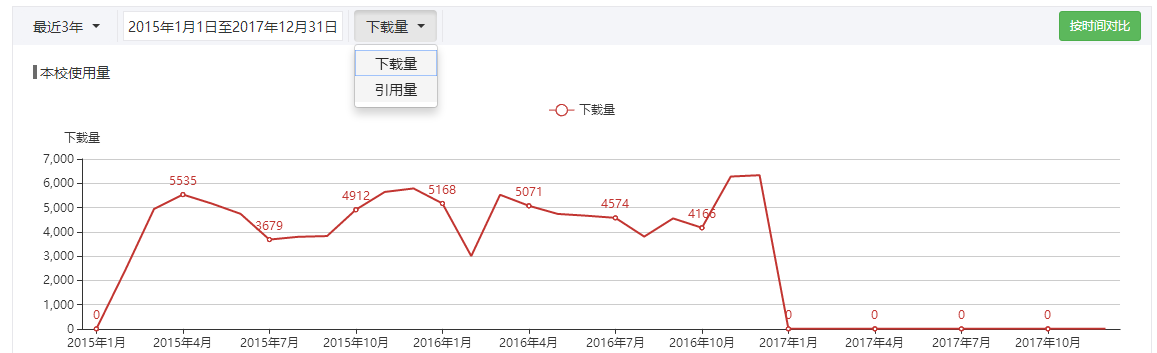 最近3年 2015年1月1日至2017年12月31日 下载量 按时间对比
下载量
引用量
本校使用量
下载量
下载量
7,000
6,000
5,000
4,000
3,000
2,000
1,000
0
0 5535 3679 4912 5168 5071 4574 4166 0 0 0 0
2015年1月 2015年4月 2015年7月 2015年10月 2016年1月 2016年4月 2016年7月 2016年10月 2017年1月 2017年4月 2017年7月 2017年10月